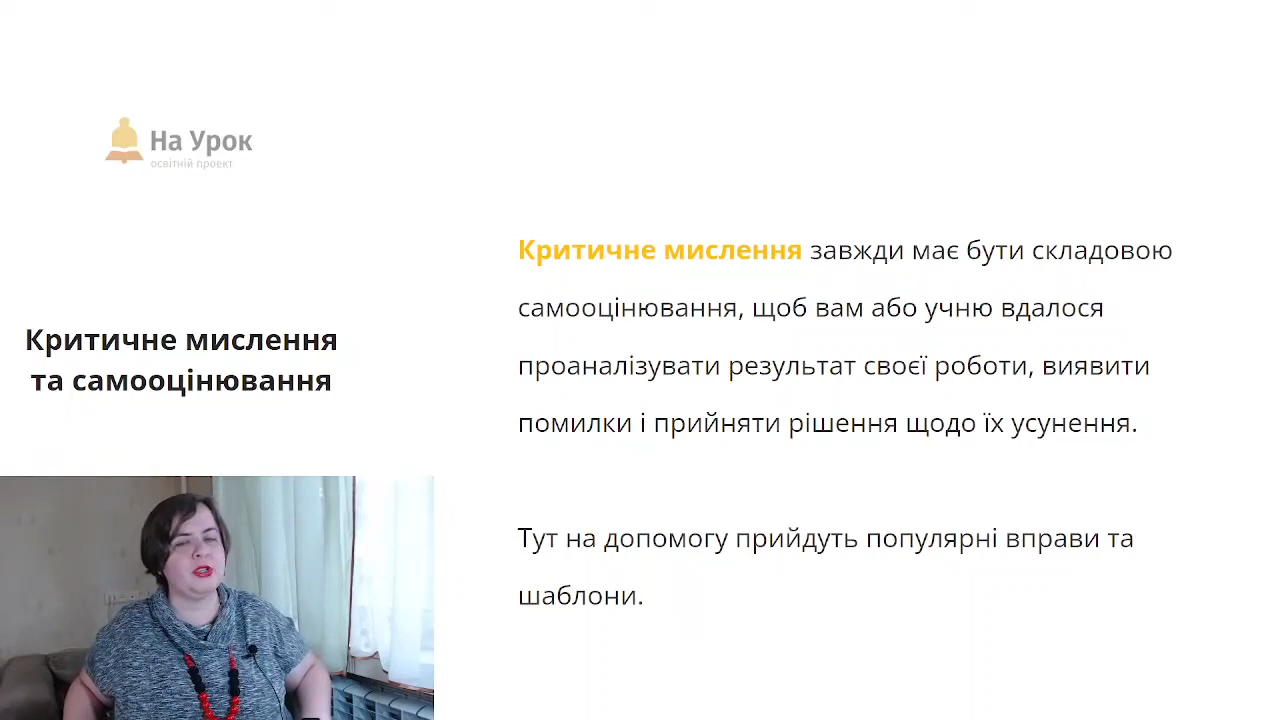 На Урок
освітній проект
Критичне мислення
та самооцінювання
Критичне мислення завжди має бути складовою
самооцінювання, щоб вам або учню вдалося
проаналізувати результат своєї роботи, виявити
помилки і прийняти рішення щодо їх усунення.
Тут на допомогу прийдуть популярні вправи та
шаблони.